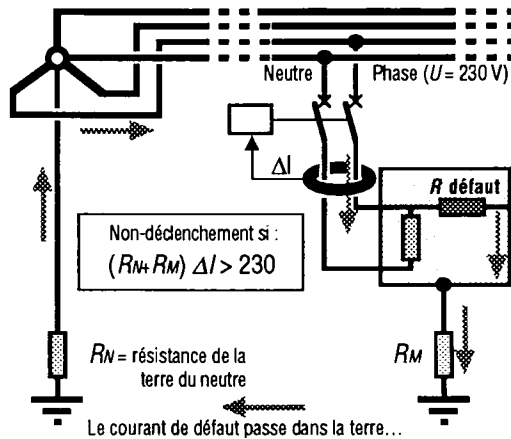 Neutre
Phase (U = 230 V)
ΔI
R défaut
Non-déclenchement si :
(RN+RM) ΔI > 230
RN = résistance de la
terre du neutre
RM
Le courant de défaut passe dans la terre...